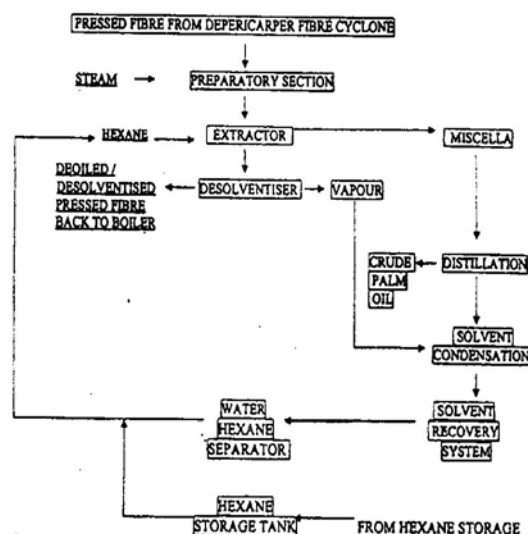 PRESSED FIBRE FROM DEPERICARPER FIBRE CYCLONE
STEAM
PREPARATORY SECTION
HEXANE
EXTRACTOR
MISCELLA
DEOILED /
DESOLVENTISED
PRESSED FIBRE
BACK TO BOILER
DESOLVENTISER
VAPOUR
CRUDE
PALM
OIL
DISTILLATION
SOLVENT
CONDENSATION
WATER
HEXANE
SEPARATOR
SOLVENT
RECOVERY
SYSTEM
HEXANE
STORAGE TANK
FROM HEXANE STORAGE